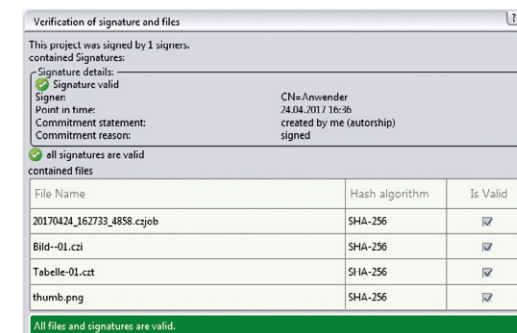 Verification of signature and files
?
This project was signed by 1 signers.
contained Signatures:
Signature details:
Signature valid
Signer: CN=Anwender
Point in time: 24.04.2017 16:36
Commitment statement: created by me (autorship)
Commitment reason: signed
all signatures are valid
contained files
File Name Hash algorithm Is Valid
20170424_162733_4858.czjob SHA-256
Bild--01.czi SHA-256
Tabelle-01.czt SHA-256
thumb.png SHA-256
All files and signatures are valid.